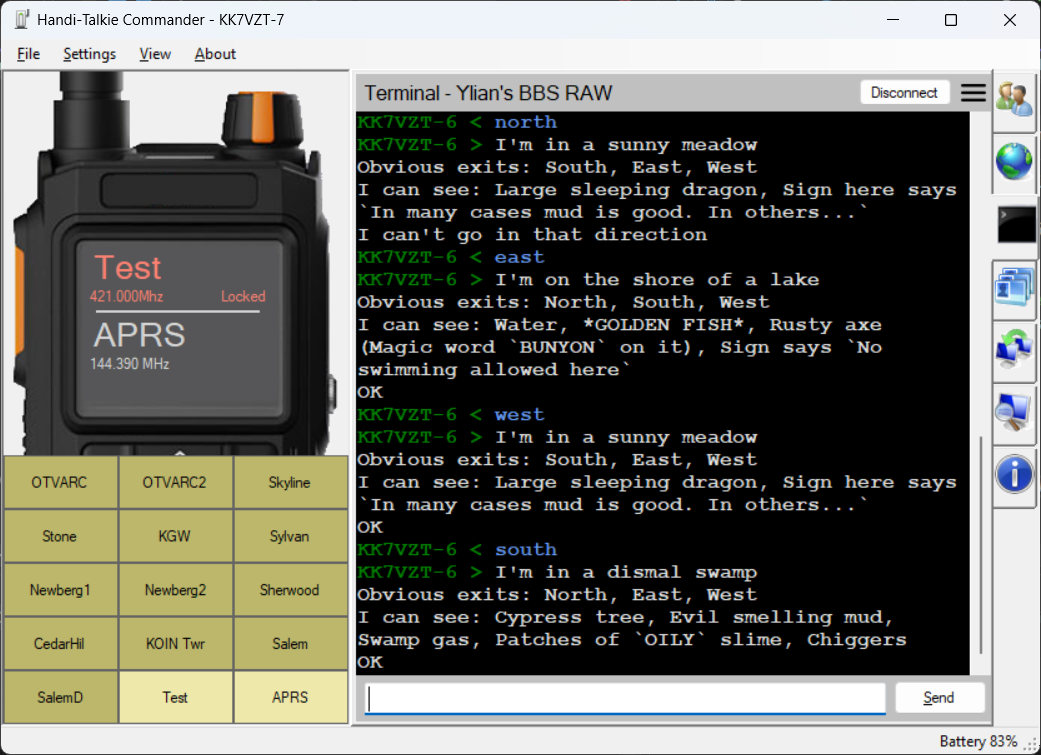 Handi-Talkie Commander - KK7VZT-7
File Settings View About
Test
421.000Mhz Locked
APRS
144.390 MHz
OTVARC OTVARC2 Skyline
Stone KGW Sylvan
Newberg1 Newberg2 Sherwood
CedarHil KOIN Twr Salem
SalemD Test APRS
Terminal - Ylian's BBS RAW Disconnect
KK7VZT-6 < north
KK7VZT-6 > I'm in a sunny meadow
Obvious exits: South, East, West
I can see: Large sleeping dragon, Sign here says
`In many cases mud is good. In others...`
I can't go in that direction
KK7VZT-6 < east
KK7VZT-6 > I'm on the shore of a lake
Obvious exits: North, South, West
I can see: Water, *GOLDEN FISH*, Rusty axe
(Magic word `BUNYON` on it), Sign says `No
swimming allowed here`
OK
KK7VZT-6 < west
KK7VZT-6 > I'm in a sunny meadow
Obvious exits: South, East, West
I can see: Large sleeping dragon, Sign here says
`In many cases mud is good. In others...`
OK
KK7VZT-6 < south
KK7VZT-6 > I'm in a dismal swamp
Obvious exits: North, East, West
I can see: Cypress tree, Evil smelling mud,
Swamp gas, Patches of `OILY` slime, Chiggers
OK
Send
Battery 83%